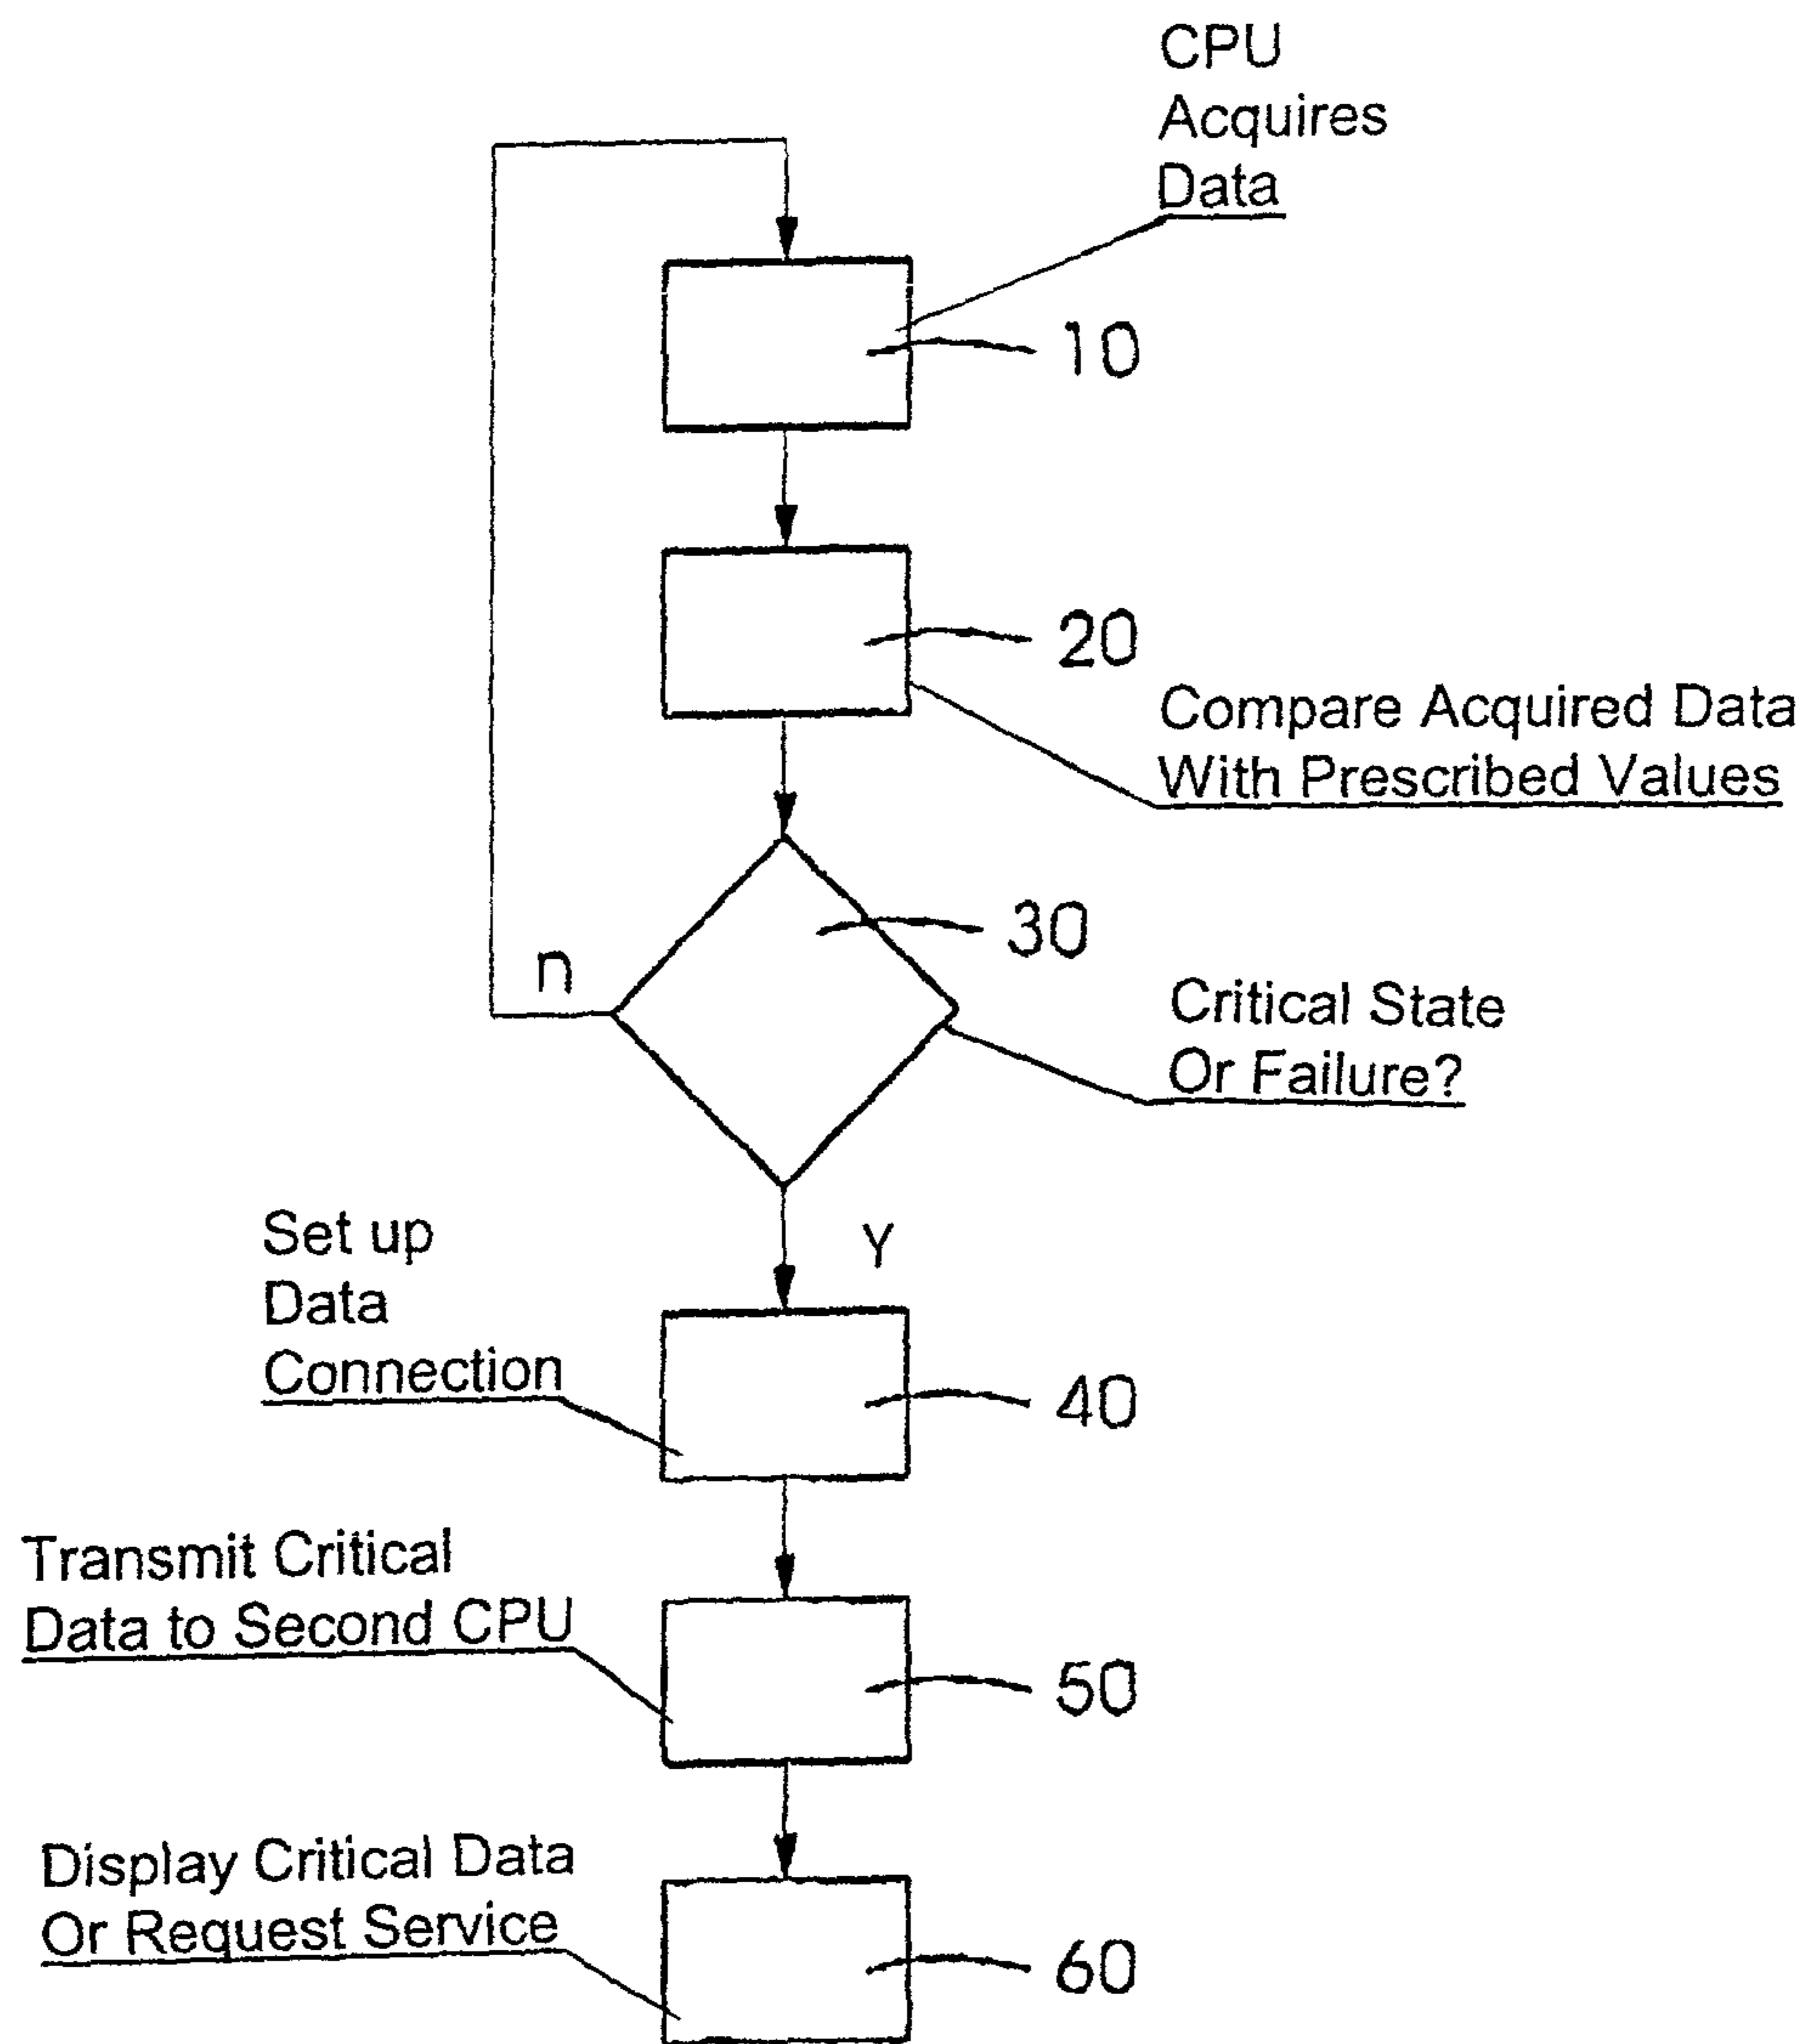 CPU
Acquires
Data
10
20
Compare Acquired Data
With Prescribed Values
30
n
Critical State
Or Failure?
Set up
Data
Connection
Y
40
Transmit Critical
Data to Second CPU
50
Display Critical Data
Or Request Service
60